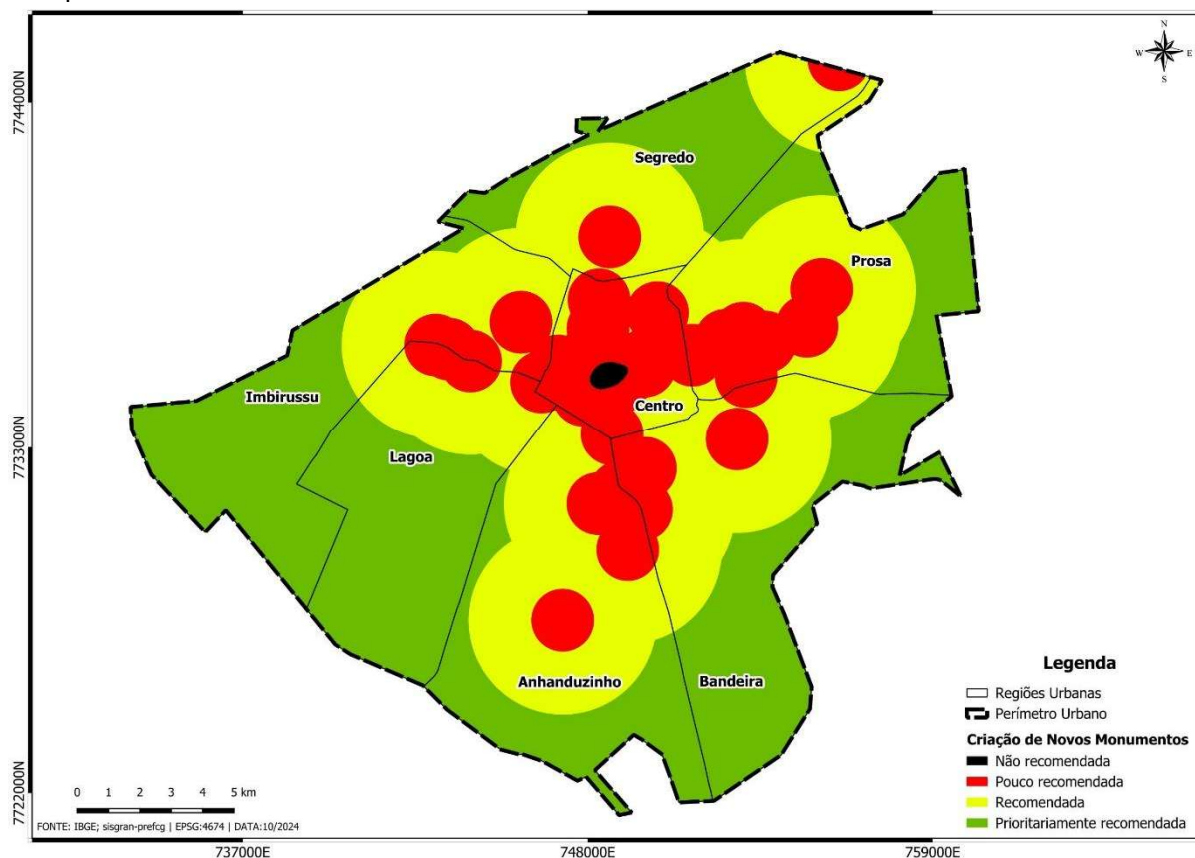 N
W E
S
7744000N
7733000N
7722000N
Segredo
Prosa
Imbirussu
Centro
Lagoa
Anhanduzinho
Bandeira
Legenda
Regiões Urbanas
Perímetro Urbano
Criação de Novos Monumentos
Não recomendada
Pouco recomendada
Recomendada
Prioritariamente recomendada
0 1 2 3 4 5 km
FONTE: IBGE; sisgran-prefcg | EPSG:4674 | DATA:10/2024
737000E 748000E 759000E